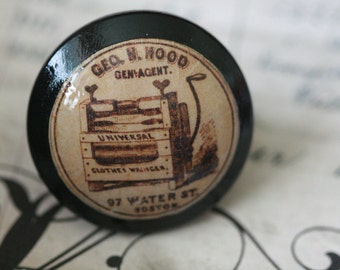 GEO. N. HOOD
GEN. AGENT.
UNIVERSAL
CLOTHES WRINGER.
97 WATER ST.
BOSTON.